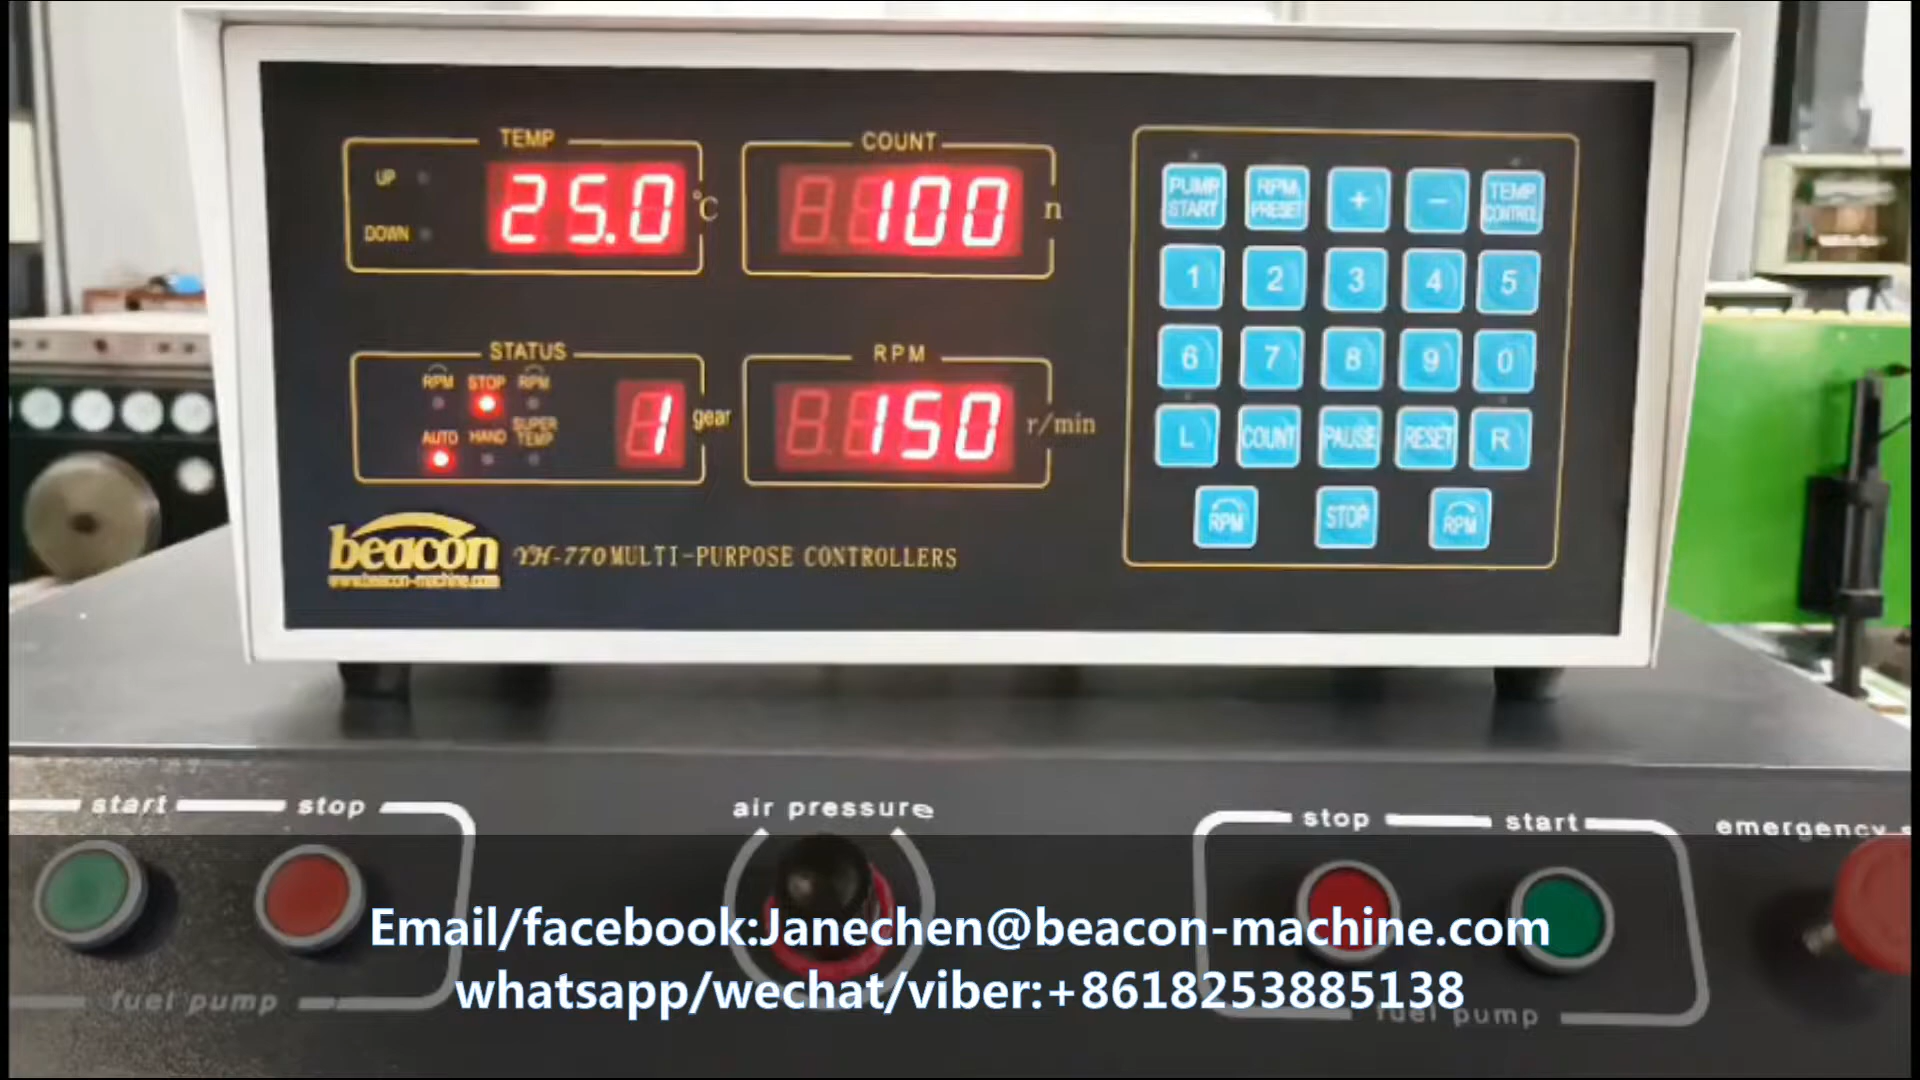 TEMP
UP
DOWN
25.0 °C
COUNT
100 n
STATUS
RPM STOP RPM
AUTO HAND SUPER TEMP
1 gear
RPM
150 r/min
beacon
www.beacon-machine.com
YH-770 MULTI-PURPOSE CONTROLLERS
PUMP START
RPM PRESET
+
-
TEMP CONTROL
1 2 3 4 5
6 7 8 9 0
L COUNT PAUSE RESET R
RPM STOP RPM
start stop
fuel pump
air pressure
stop start
fuel pump
emergency
Email/facebook:Janechen@beacon-machine.com
whatsapp/wechat/viber:+8618253885138